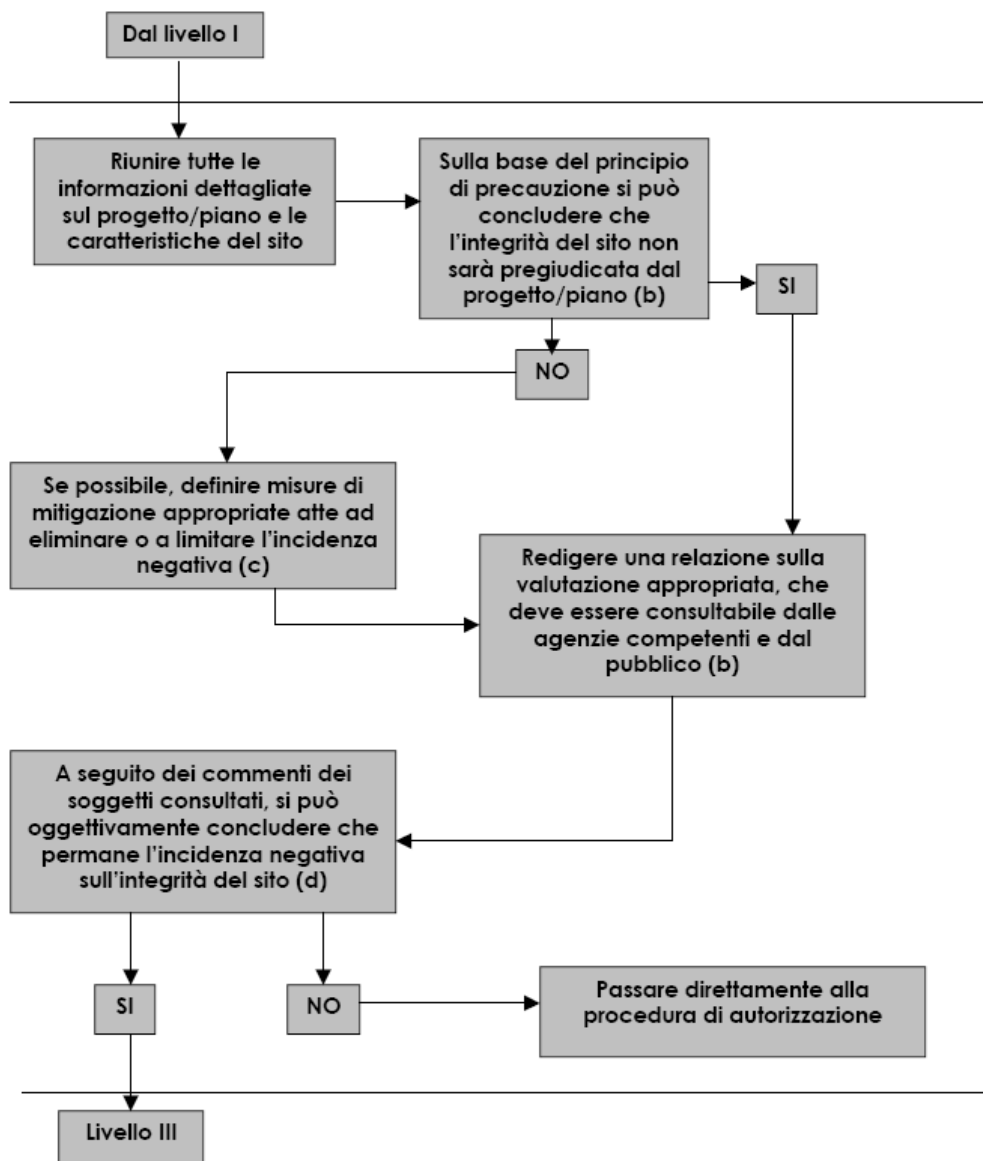 Dal livello I
Riunire tutte le
informazioni dettagliate
sul progetto/piano e le
caratteristiche del sito
Sulla base del principio
di precauzione si può
concludere che
l'integrità del sito non
sarà pregiudicata dal
progetto/piano (b)
SI
NO
Se possibile, definire misure di
mitigazione appropriate atte ad
eliminare o a limitare l'incidenza
negativa (c)
Redigere una relazione sulla
valutazione appropriata, che
deve essere consultabile dalle
agenzie competenti e dal
pubblico (b)
A seguito dei commenti dei
soggetti consultati, si può
oggettivamente concludere che
permane l'incidenza negativa
sull'integrità del sito (d)
SI
NO
Passare direttamente alla
procedura di autorizzazione
Livello III